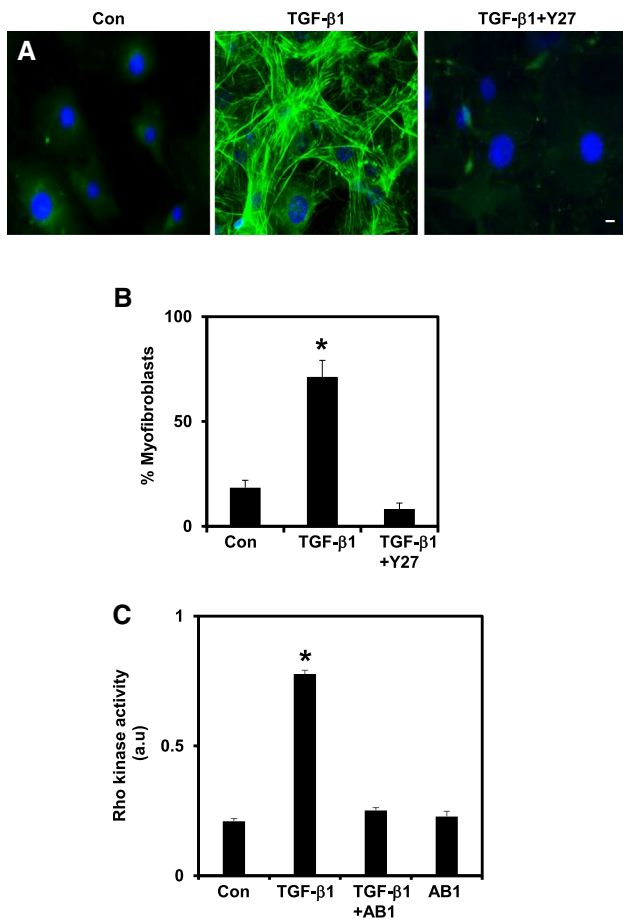 Con TGF-β1 TGF-β1+Y27
A
B
100
50
0
% Myofibroblasts
*
Con TGF-β1 TGF-β1
+Y27
C
1
0.5
0
Rho kinase activity
(a.u)
*
Con TGF-β1 TGF-β1 AB1
+AB1